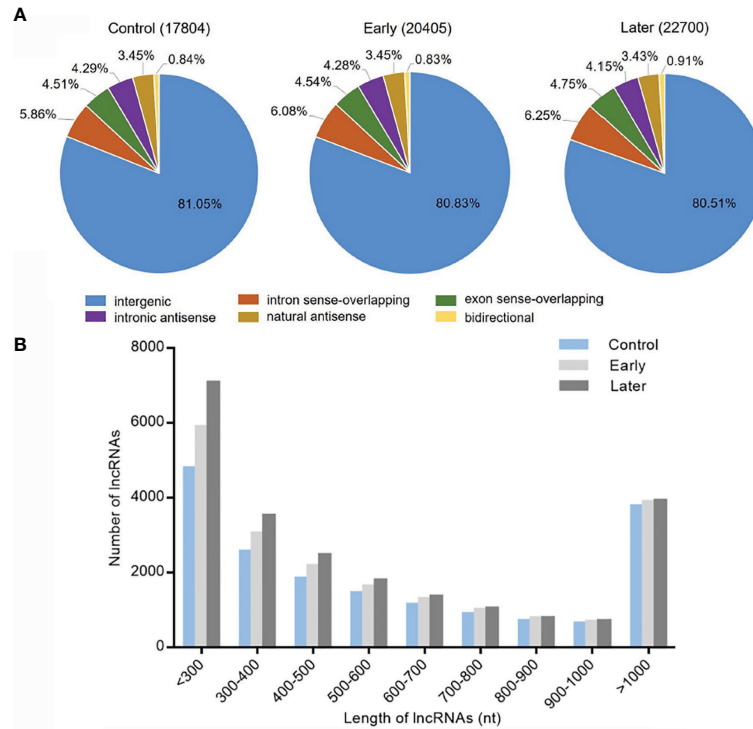 A
Control (17804)
Early (20405)
Later (22700)
4.29%
3.45%
0.84%
4.51%
5.86%
81.05%
4.28%
3.45%
0.83%
4.54%
6.08%
80.83%
4.15%
3.43%
0.91%
4.75%
6.25%
80.51%
intergenic
intron sense-overlapping
exon sense-overlapping
intronic antisense
natural antisense
bidirectional
B
Control
Early
Later
Number of lncRNAs
8000
6000
4000
2000
0
<300
300-400
400-500
500-600
600-700
700-800
800-900
900-1000
>1000
Length of lncRNAs (nt)